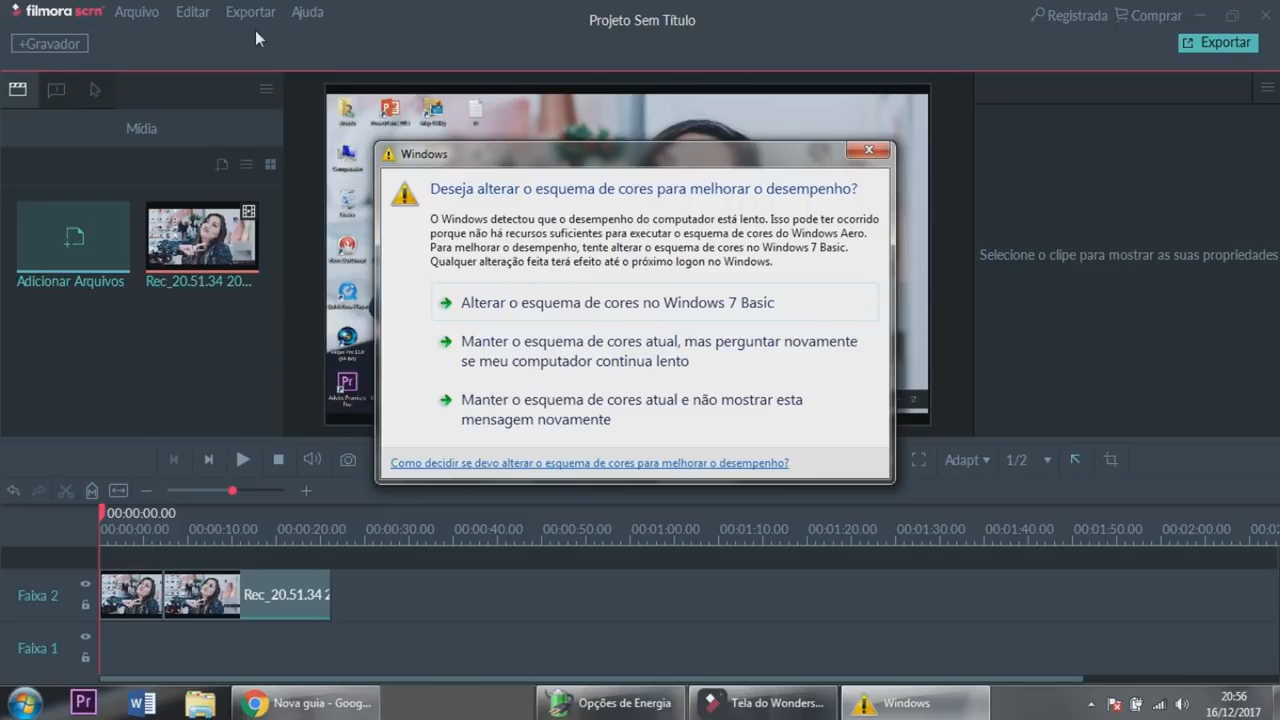 filmora scrn
Arquivo
Editar
Exportar
Ajuda
Projeto Sem Título
Registrada
Comprar
+Gravador
Exportar
Mídia
Adicionar Arquivos
Rec_20.51.34 20...
Computador
Adobe Premiere
Pro
Windows
Deseja alterar o esquema de cores para melhorar o desempenho?
O Windows detectou que o desempenho do computador está lento. Isso pode ter ocorrido
porque não há recursos suficientes para executar o esquema de cores do Windows Aero.
Para melhorar o desempenho, tente alterar o esquema de cores no Windows 7 Basic.
Qualquer alteração feita terá efeito até o próximo logon no Windows.
Alterar o esquema de cores no Windows 7 Basic
Manter o esquema de cores atual, mas perguntar novamente
se meu computador continua lento
Manter o esquema de cores atual e não mostrar esta
mensagem novamente
Como decidir se devo alterar o esquema de cores para melhorar o desempenho?
Selecione o clipe para mostrar as suas propriedades
Adapt
1/2
00:00:00.00
00:00:00.00 00:00:10.00 00:00:20.00 00:00:30.00 00:00:40.00 00:00:50.00 00:01:00.00 00:01:10.00 00:01:20.00 00:01:30.00 00:01:40.00 00:01:50.00 00:02:00.00 00:02
Faixa 2
Rec_20.51.34 2
Faixa 1
Pr
Nova guia - Goog...
Opções de Energia
Tela do Wonders...
Windows
20:56
16/12/2017